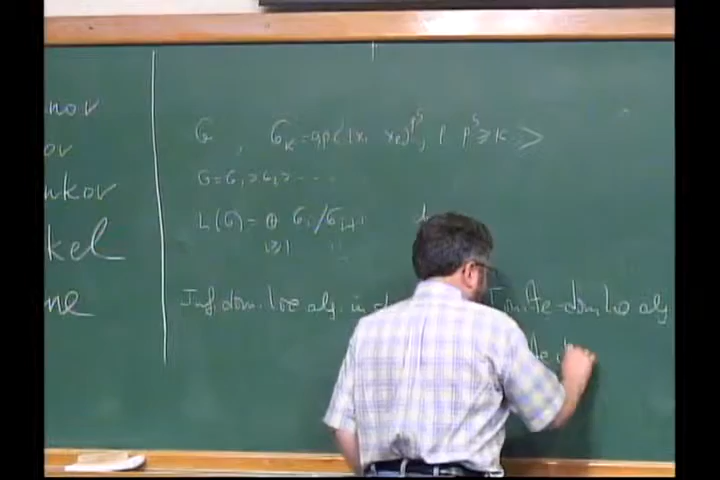 nov
ov
nkov
kel
ne
G , G_K = gp< (x_1 x_l)^{p^s}, l p^s ≥ K >
G = G_1 > G_2 > ...
L(G) = ⊕ G_i / G_{i+1}
i≥1
Inf. dim. Lie alg. in Finite-dim Lie alg